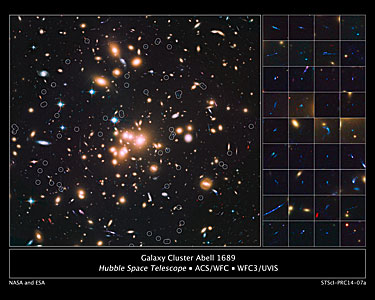 Galaxy Cluster Abell 1689
Hubble Space Telescope • ACS/WFC • WFC3/UVIS
NASA and ESA
STScI-PRC14-07a